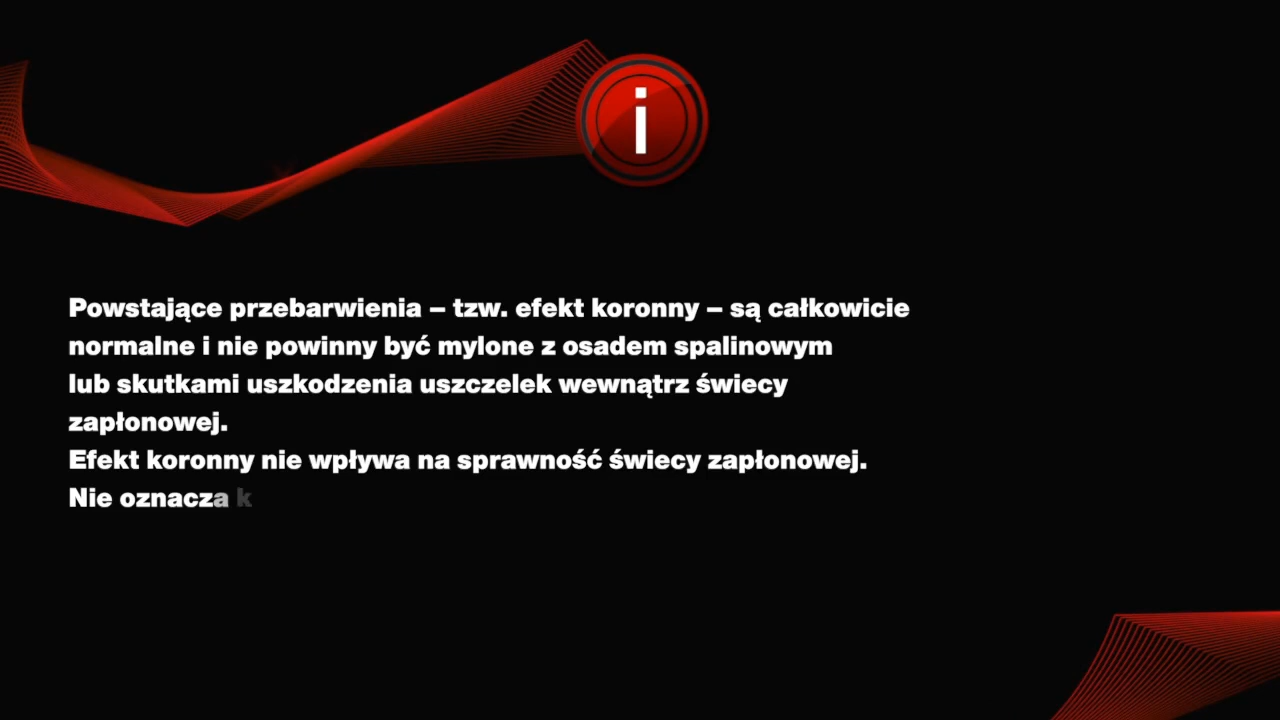 i
Powstające przebarwienia – tzw. efekt koronny – są całkowicie
normalne i nie powinny być mylone z osadem spalinowym
lub skutkami uszkodzenia uszczelek wewnątrz świecy
zapłonowej.
Efekt koronny nie wpływa na sprawność świecy zapłonowej.
Nie oznacza k